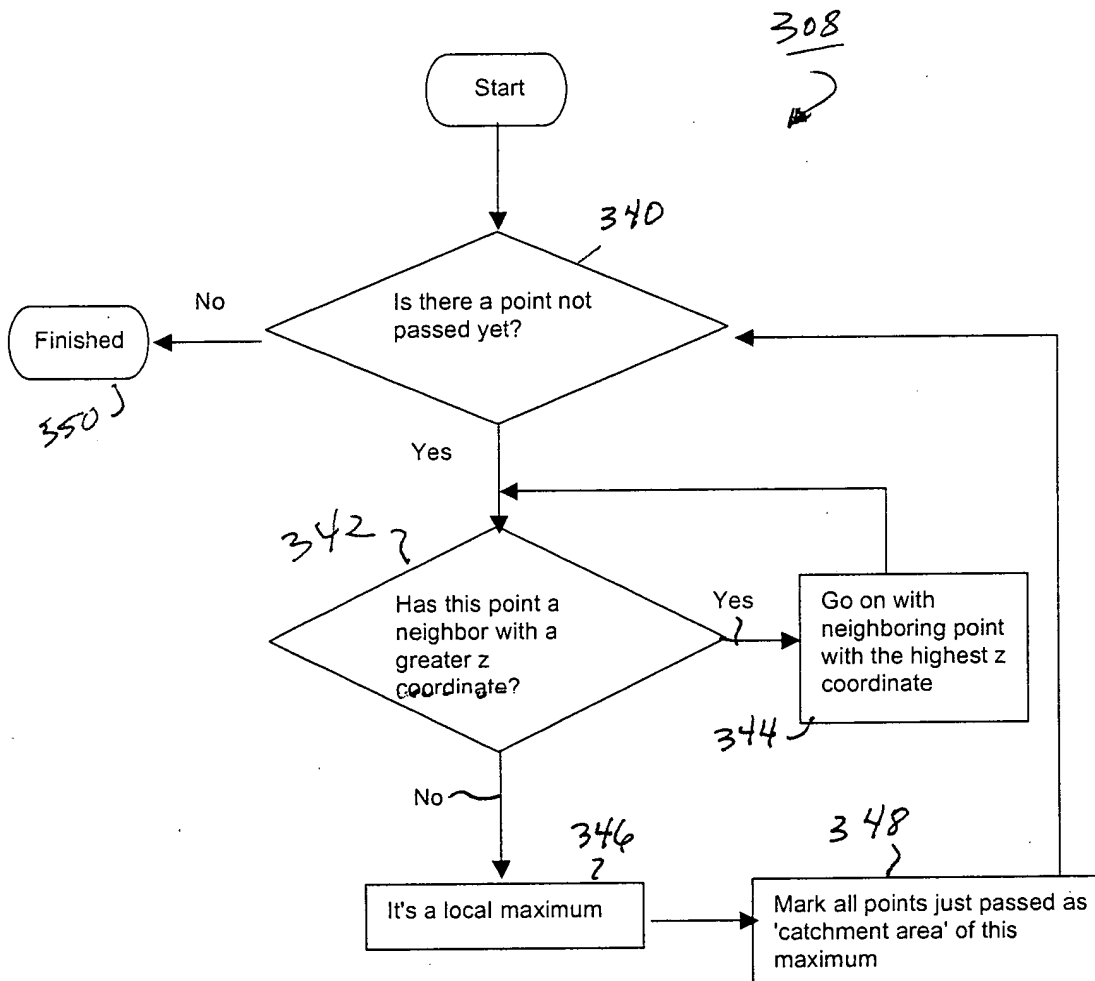 308
Start
340
Is there a point not
passed yet?
No
Finished
350
Yes
342
Has this point a
neighbor with a
greater z
coordinate?
Yes
Go on with
neighboring point
with the highest z
coordinate
344
No
346
It's a local maximum
348
Mark all points just passed as
'catchment area' of this
maximum